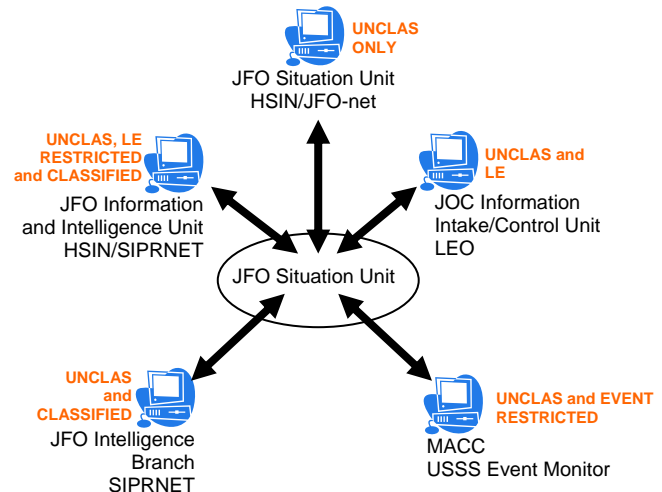 UNCLAS
ONLY
JFO Situation Unit
HSIN/JFO-net
UNCLAS, LE
RESTRICTED
and CLASSIFIED
JFO Information
and Intelligence Unit
HSIN/SIPRNET
UNCLAS and
LE
JOC Information
Intake/Control Unit
LEO
JFO Situation Unit
UNCLAS
and
CLASSIFIED
JFO Intelligence
Branch
SIPRNET
UNCLAS and EVENT
RESTRICTED
MACC
USSS Event Monitor